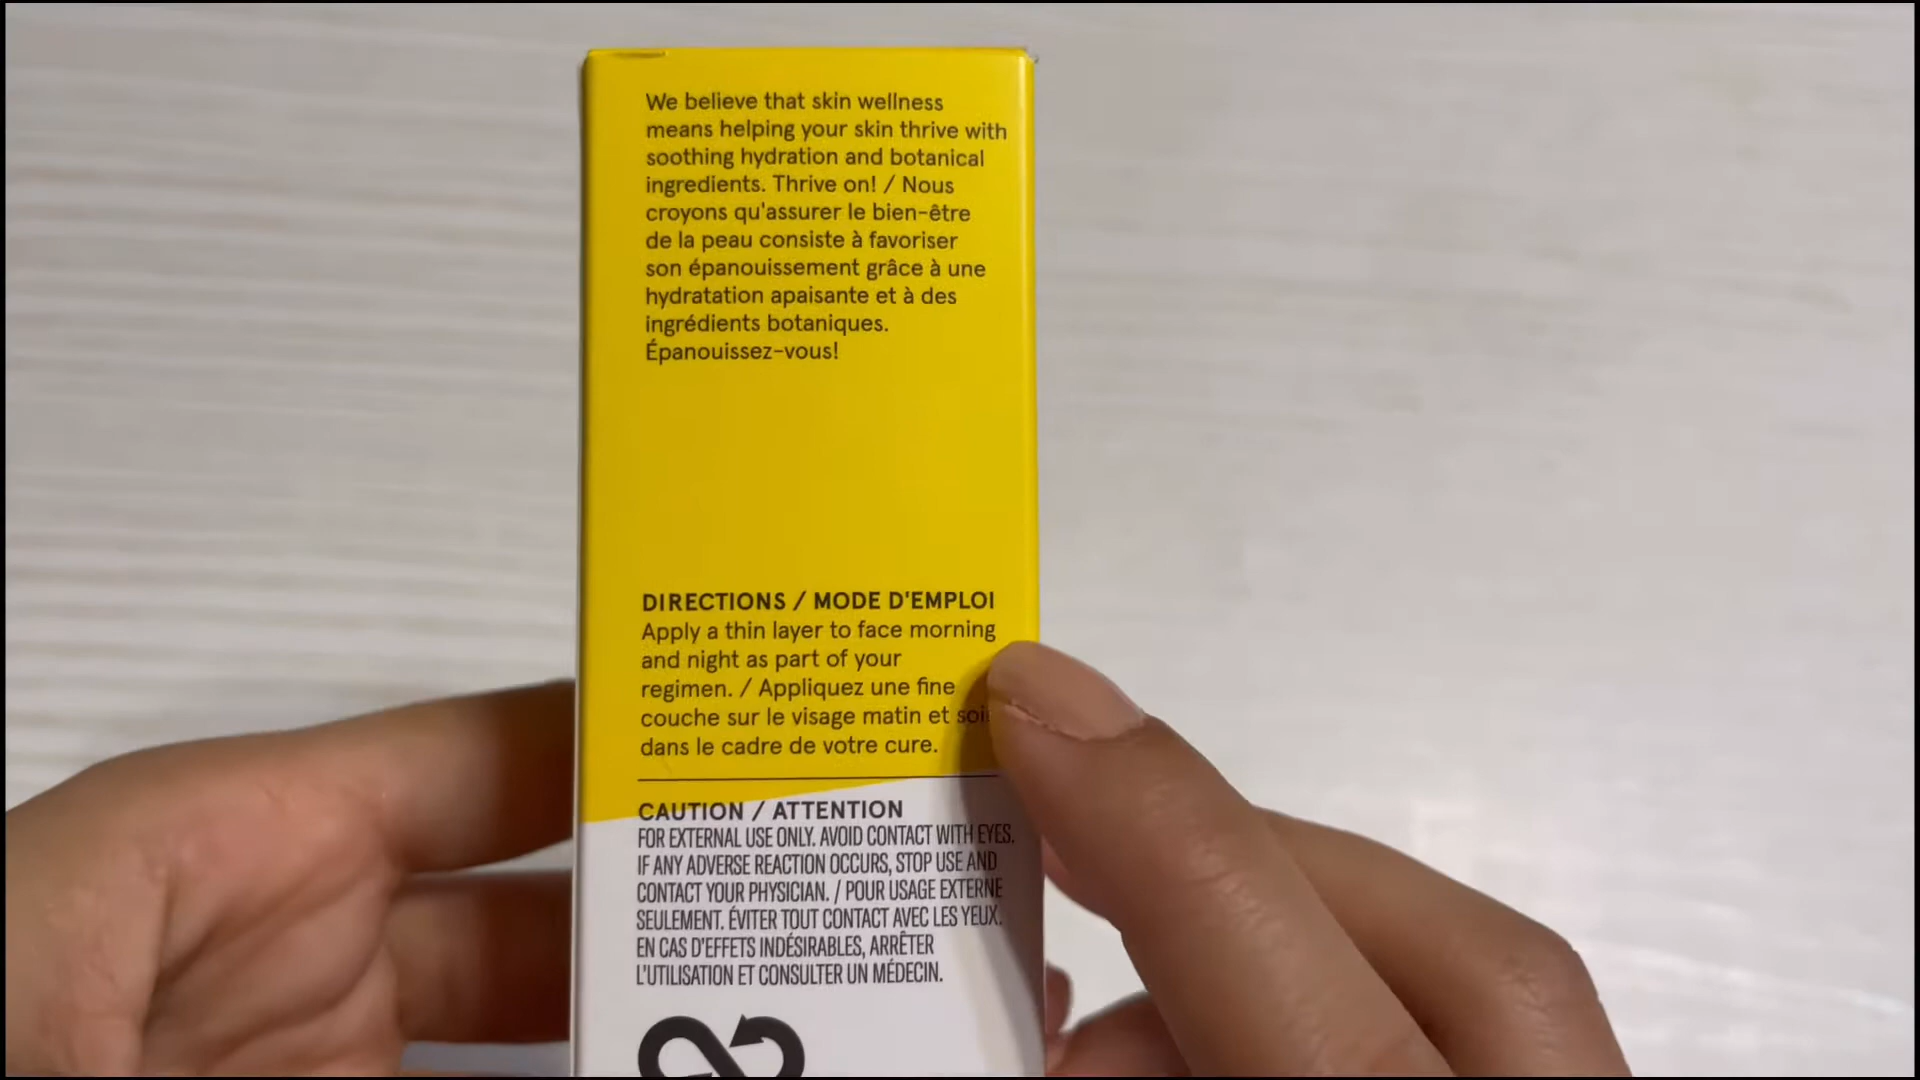 We believe that skin wellness
means helping your skin thrive with
soothing hydration and botanical
ingredients. Thrive on! / Nous
croyons qu'assurer le bien-être
de la peau consiste à favoriser
son épanouissement grâce à une
hydratation apaisante et à des
ingrédients botaniques.
Épanouissez-vous!
DIRECTIONS / MODE D'EMPLOI
Apply a thin layer to face morning
and night as part of your
regimen. / Appliquez une fine
couche sur le visage matin et soir
dans le cadre de votre cure.
CAUTION / ATTENTION
FOR EXTERNAL USE ONLY. AVOID CONTACT WITH EYES.
IF ANY ADVERSE REACTION OCCURS, STOP USE AND
CONTACT YOUR PHYSICIAN. / POUR USAGE EXTERNE
SEULEMENT. ÉVITER TOUT CONTACT AVEC LES YEUX.
EN CAS D'EFFETS INDÉSIRABLES, ARRÊTER
L'UTILISATION ET CONSULTER UN MÉDECIN.